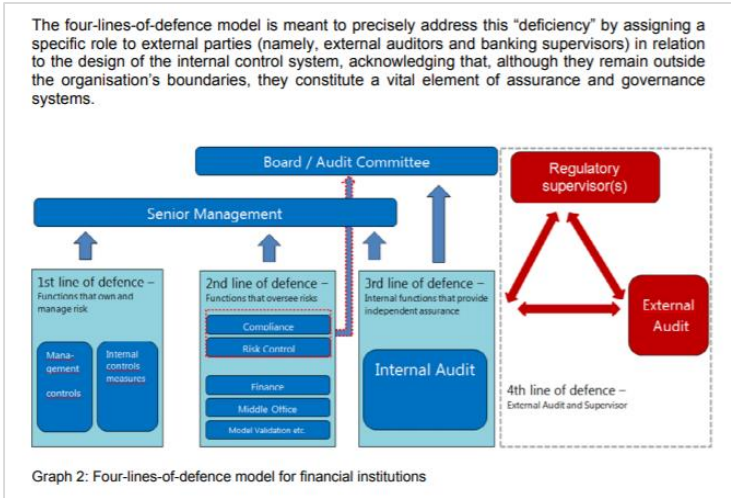 The four-lines-of-defence model is meant to precisely address this “deficiency” by assigning a
specific role to external parties (namely, external auditors and banking supervisors) in relation
to the design of the internal control system, acknowledging that, although they remain outside
the organisation’s boundaries, they constitute a vital element of assurance and governance
systems.
Board / Audit Committee
Senior Management
1st line of defence –
Functions that own and
manage risk
Mana-
gement
controls
Internal
controls
measures
2nd line of defence –
Functions that oversee risks
Compliance
Risk Control
Finance
Middle Office
Model Validation etc.
3rd line of defence –
Internal functions that provide
independent assurance
Internal Audit
Regulatory
supervisor(s)
External
Audit
4th line of defence –
External Audit and Supervisor
Graph 2: Four-lines-of-defence model for financial institutions